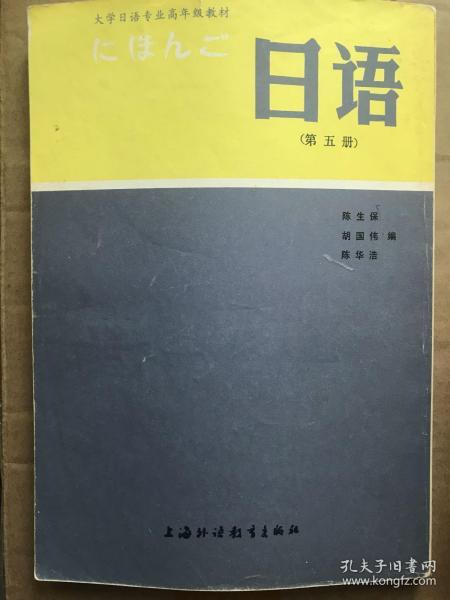 大学日语专业高年级教材
にほんご
日语
(第五册)
陈生保
胡国伟 编
陈华浩
上海外语教育出版社
孔夫子旧书网
www.kongfz.com